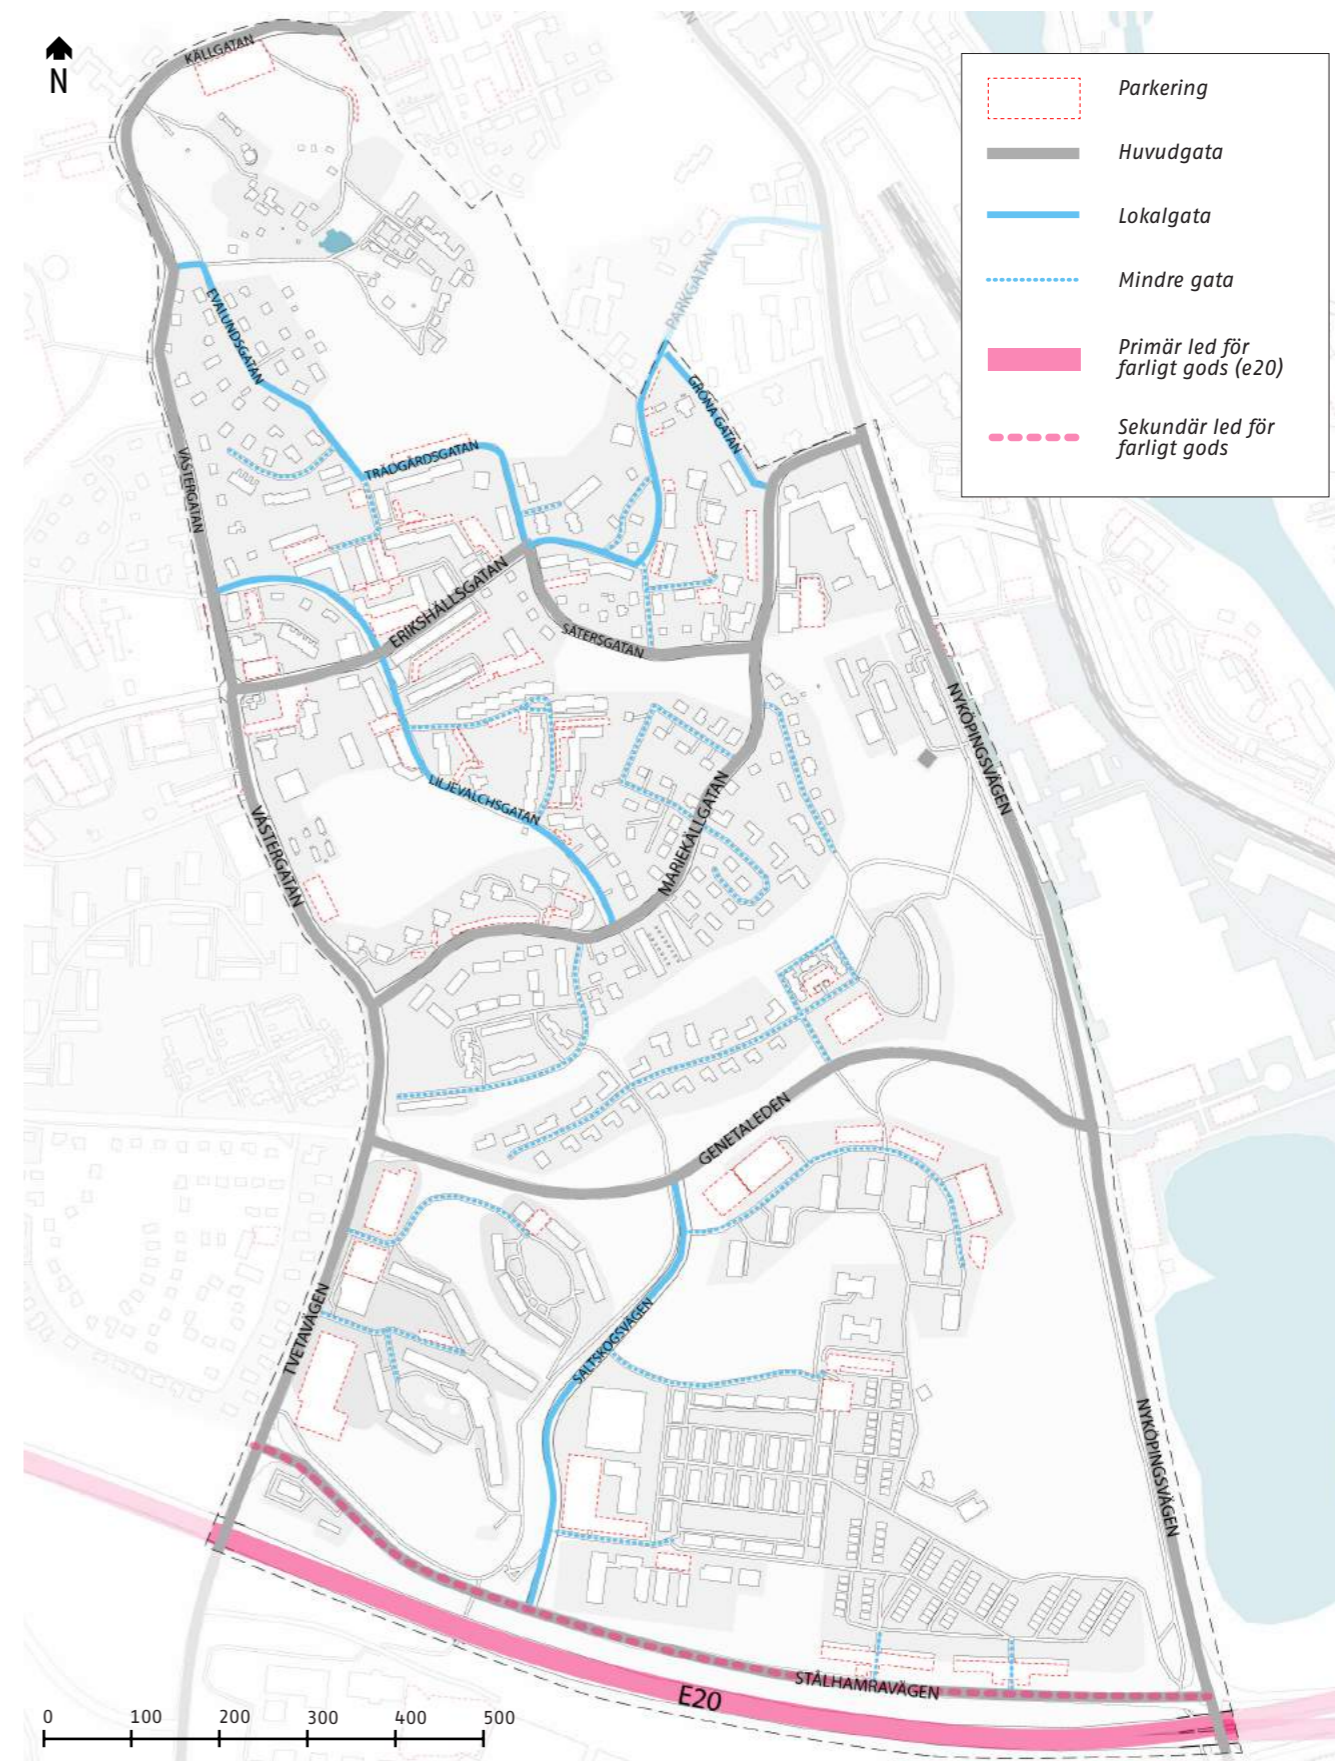 N
KÄLLGATAN
N
Parkering
Huvudgata
Lokalgata
Mindre gata
Primär led för
farligt gods (e20)
Sekundär led för
farligt gods
PARKGATAN
EVALUNDSGATAN
GRÖNA GATAN
TRÄDGÅRDSGATAN
VÄSTERGATAN
ERIKSHÄLLSGATAN
SÄTERSGATAN
NYKÖPINGSVÄGEN
LILJEVALCHSGATAN
MARIEKÄLLGATAN
VÄSTERGATAN
GENETALEDEN
TVETAVÄGEN
SALTSKOGSVÄGEN
NYKÖPINGSVÄGEN
STÅLHAMRAVÄGEN
E20
0 100 200 300 400 500